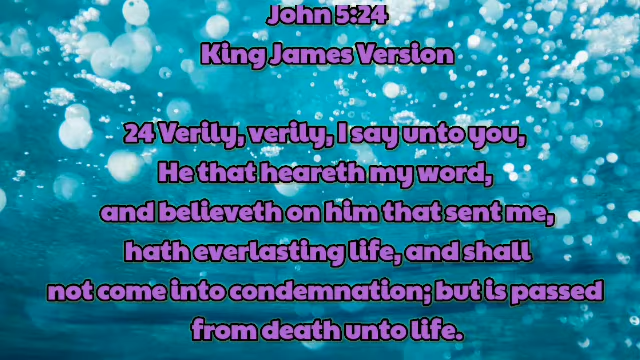 John 5:24
King James Version
24 Verily, verily, I say unto you,
He that heareth my word,
and believeth on him that sent me,
hath everlasting life, and shall
not come into condemnation; but is passed
from death unto life.